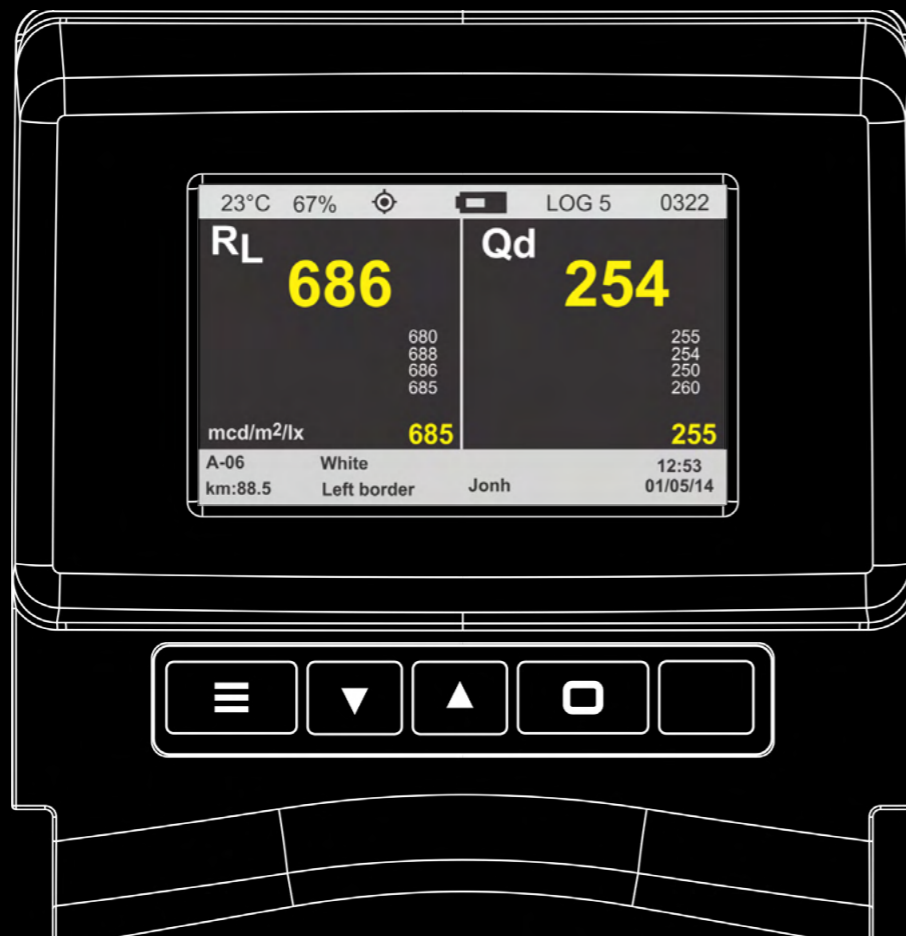 23°C 67% LOG 5 0322
RL Qd
686 254
680 255
688 254
686 250
685 260
mcd/m²/lx 685 255
A-06 White 12:53
km:88.5 Left border Jonh 01/05/14